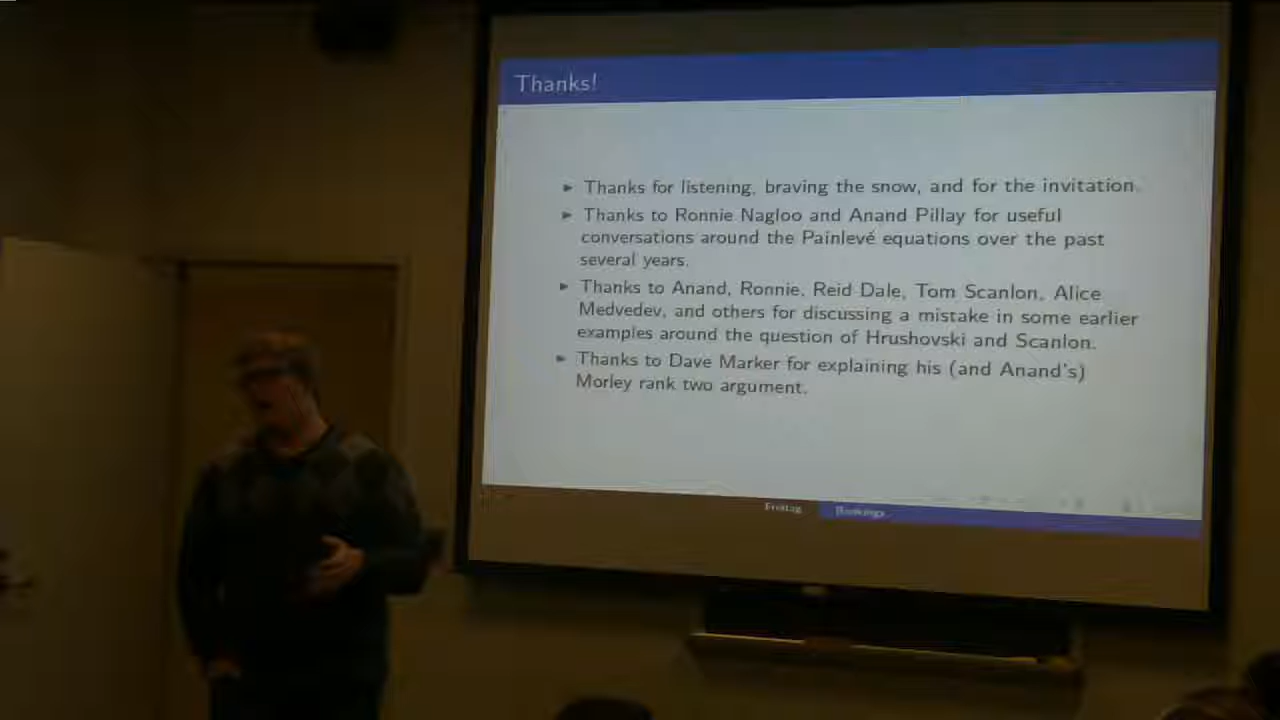 Thanks!
▶ Thanks for listening, braving the snow, and for the invitation.
▶ Thanks to Ronnie Nagloo and Anand Pillay for useful
conversations around the Painlevé equations over the past
several years.
▶ Thanks to Anand, Ronnie, Reid Dale, Tom Scanlon, Alice
Medvedev, and others for discussing a mistake in some earlier
examples around the question of Hrushovski and Scanlon.
▶ Thanks to Dave Marker for explaining his (and Anand's)
Morley rank two argument.
Freitag Rankings